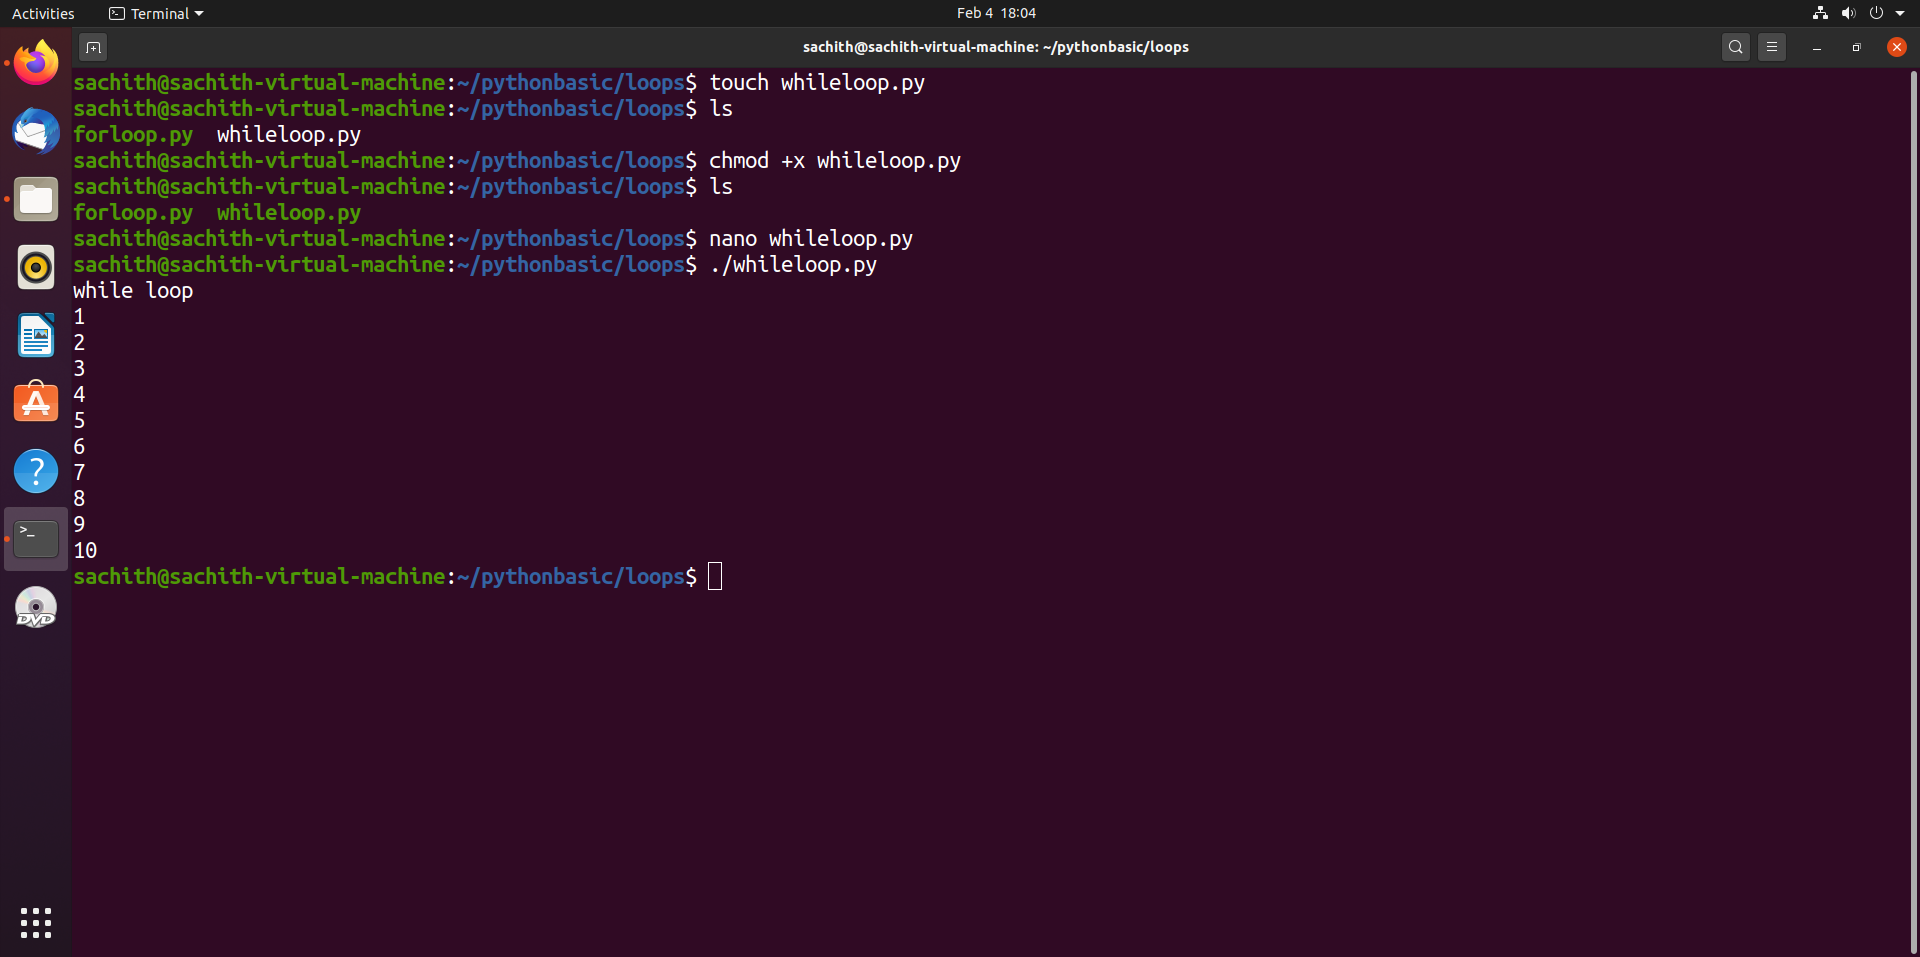 Activities Terminal Feb 4 18:04
sachith@sachith-virtual-machine: ~/pythonbasic/loops
sachith@sachith-virtual-machine:~/pythonbasic/loops$ touch whileloop.py
sachith@sachith-virtual-machine:~/pythonbasic/loops$ ls
forloop.py whileloop.py
sachith@sachith-virtual-machine:~/pythonbasic/loops$ chmod +x whileloop.py
sachith@sachith-virtual-machine:~/pythonbasic/loops$ ls
forloop.py whileloop.py
sachith@sachith-virtual-machine:~/pythonbasic/loops$ nano whileloop.py
sachith@sachith-virtual-machine:~/pythonbasic/loops$ ./whileloop.py
while loop
1
2
3
4
5
6
7
8
9
10
sachith@sachith-virtual-machine:~/pythonbasic/loops$
DVD